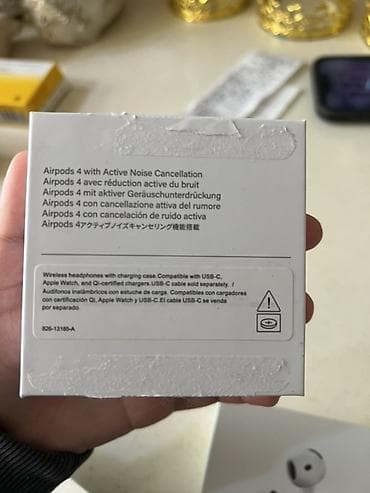 Airpods 4 with Active Noise Cancellation
Airpods 4 avec réduction active du bruit
Airpods 4 mit aktiver Geräuschunterdrückung
Airpods 4 con cancellazione attiva del rumore
Airpods 4 con cancelación de ruido activa
Airpods 4アクティブノイズキャンセリング機能搭載
Wireless headphones with charging case.Compatible with USB-C,
Apple Watch, and Qi-certified chargers.USB-C cable sold separately. /
Audífonos inalámbricos con estuche de carga. Compatibles con cargadores
con certificación Qi, Apple Watch y USB-C.El cable USB-C se venda
por separado.
826-13165-A